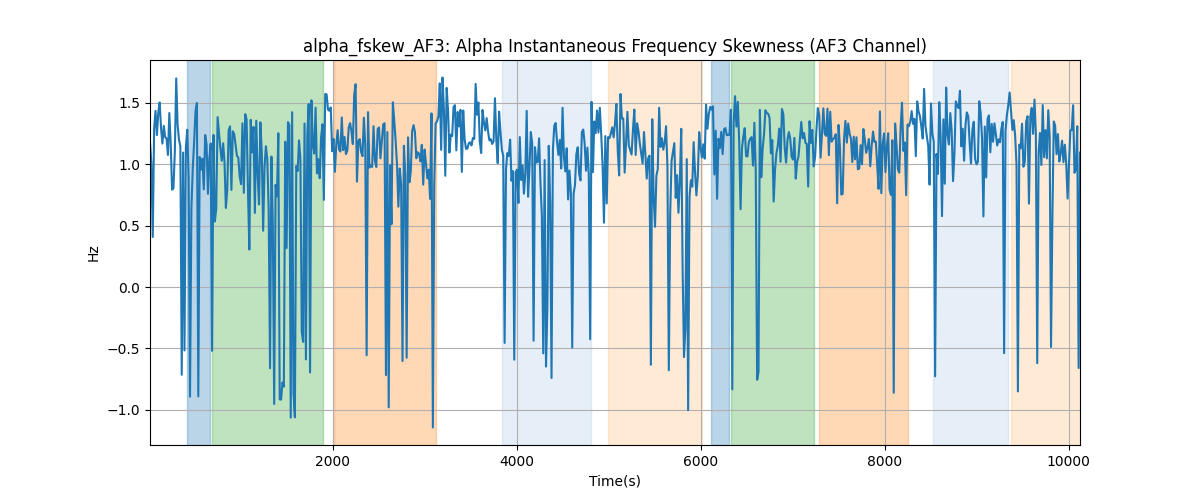 alpha_fskew_AF3: Alpha Instantaneous Frequency Skewness (AF3 Channel)
1.5
1.0
0.5
0.0
−0.5
−1.0
Hz
2000 4000 6000 8000 10000
Time(s)